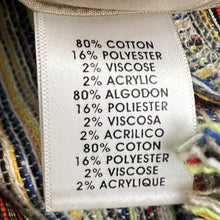 80% COTTON
16% POLYESTER
2% VISCOSE
2% ACRYLIC
80% ALGODON
16% POLIESTER
2% VISCOSA
2% ACRILICO
80% COTON
16% POLYESTER
2% VISCOSE
2% ACRYLIQUE